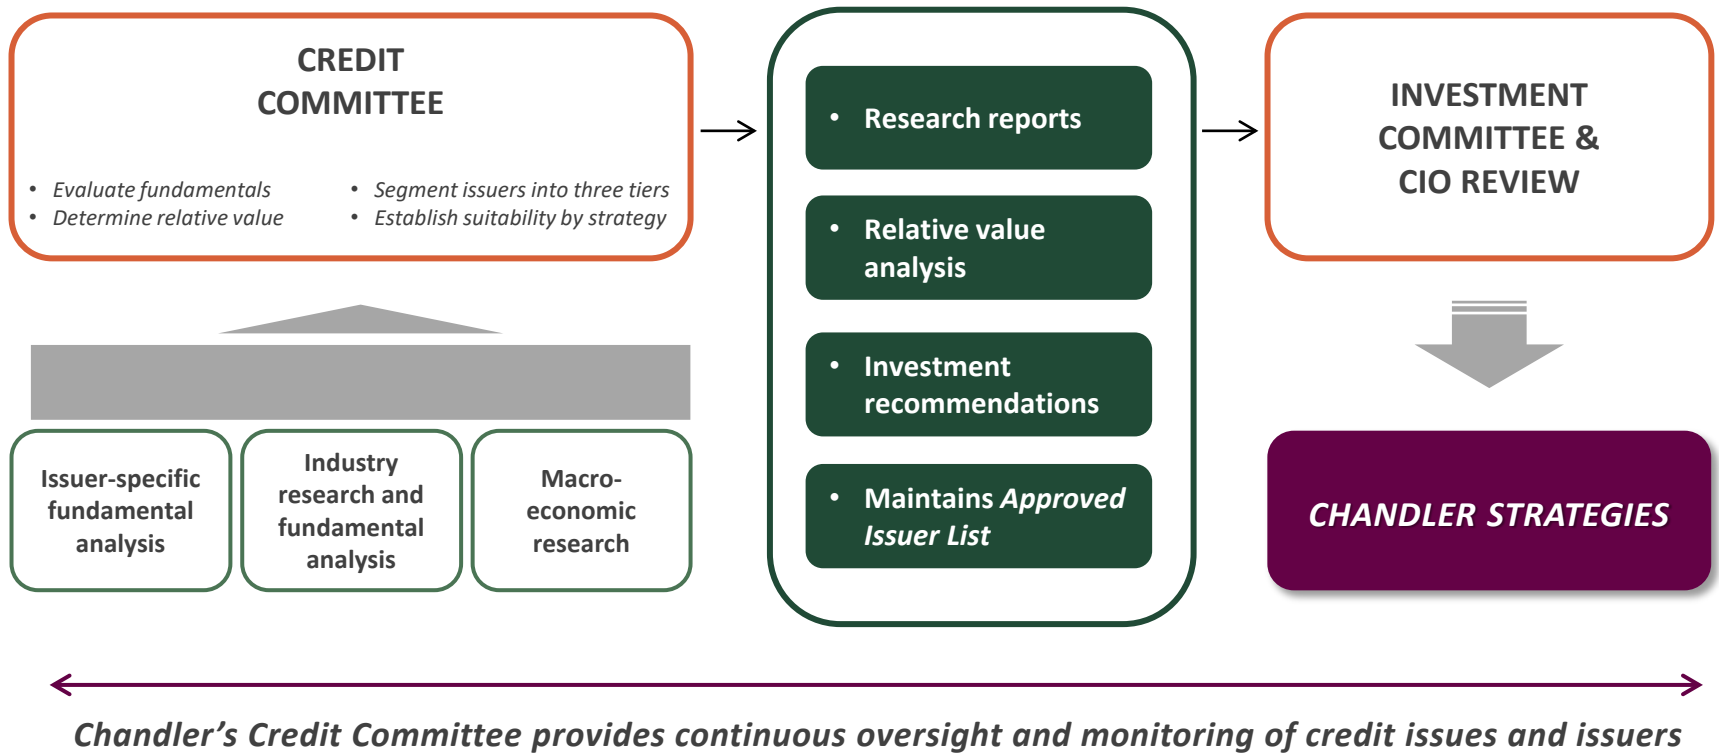 CREDIT
COMMITTEE
• Evaluate fundamentals
• Determine relative value
• Segment issuers into three tiers
• Establish suitability by strategy
Issuer-specific
fundamental
analysis
Industry
research and
fundamental
analysis
Macro-
economic
research
• Research reports
• Relative value
analysis
• Investment
recommendations
• Maintains Approved
Issuer List
INVESTMENT
COMMITTEE &
CIO REVIEW
CHANDLER STRATEGIES
Chandler’s Credit Committee provides continuous oversight and monitoring of credit issues and issuers